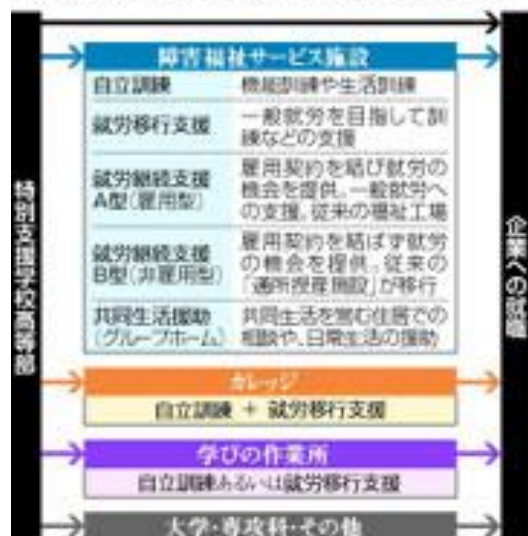 特別支援学校高等部
障害福祉サービス施設
自立訓練 機能訓練や生活訓練
就労移行支援 一般就労を目指して訓
練などの支援
就労継続支援
A型(雇用型)
雇用契約を結び就労の
機会を提供。一般就労へ
の支援。従来の福祉工場
就労継続支援
B型(非雇用型)
雇用契約を結ばず就労
の機会を提供。従来の
「通所授産施設」が移行
共同生活援助
(グループホーム)
共同生活を営む住居での
相談や、日常生活の援助
カレッジ
自立訓練 + 就労移行支援
学びの作業所
自立訓練あるいは就労移行支援
大学・専攻科・その他
企業への就職